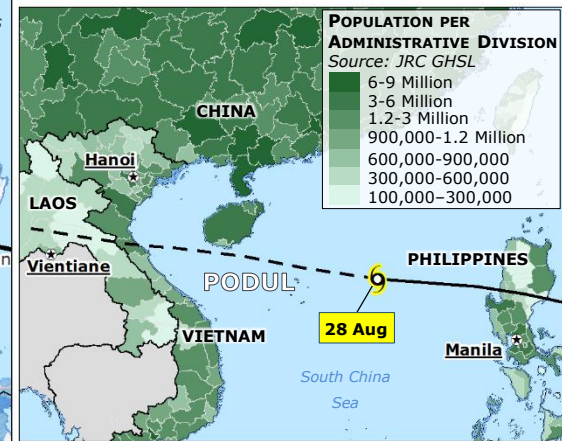 POPULATION PER
ADMINISTRATIVE DIVISION
Source: JRC GHSL
6-9 Million
3-6 Million
1.2-3 Million
900,000-1.2 Million
600,000-900,000
300,000-600,000
100,000–300,000
CHINA
Hanoi
LAOS
Vientiane
PODUL
PHILIPPINES
28 Aug
VIETNAM
Manila
South China
Sea